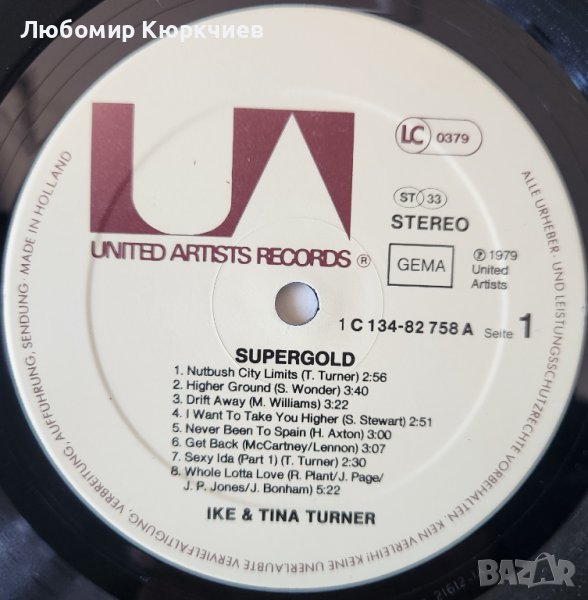 Любомир Кюркчиев
UA
UNITED ARTISTS RECORDS ®
LC 0379
ST 33
STEREO
GEMA
℗ 1979
United
Artists
1 C 134-82 758 A Seite 1
SUPERGOLD
1. Nutbush City Limits (T. Turner) 2:56
2. Higher Ground (S. Wonder) 3:40
3. Drift Away (M. Williams) 3:22
4. I Want To Take You Higher (S. Stewart) 2:51
5. Never Been To Spain (H. Axton) 3:00
6. Get Back (McCartney/Lennon) 3:07
7. Sexy Ida (Part 1) (T. Turner) 2:30
8. Whole Lotta Love (R. Plant/J. Page/
J. P. Jones/J. Bonham) 5:22
IKE & TINA TURNER
ALLE URHEBER- UND LEISTUNGSSCHUTZRECHTE VORBEHALTEN. KEIN VERLEIH! KEINE UNERLAUBTE VERVIELFÄLTIGUNG, VERBREITUNG, AUFFÜHRUNG, SENDUNG · MADE IN HOLLAND
BAZÁR